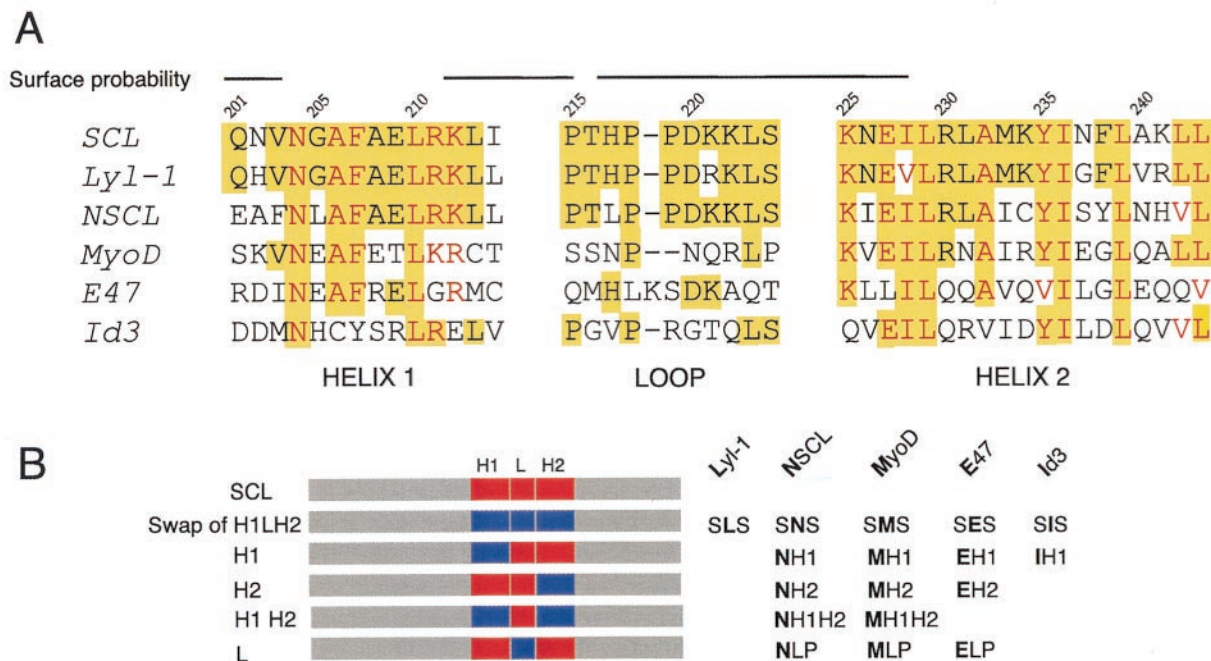 A
Surface probability
201 205 210 215 220 225 230 235 240
SCL QNVNGAFAELRKLI PTHP-PDKKLS KNEILRLAMKYINFLAKLL
Lyl-1 QHVNGAFAELRKLL PTHP-PDRKLS KNEVLRLAMKYIGFLVRLL
NSCL EAFNLAFAELRKLL PTLP-PDKKLS KIEILRLAICYISYLNHVL
MyoD SKVNEAFETLKRCT SSNP--NQRLP KVEILRNAIRYIEGLQALL
E47 RDINEAFRELGRMC QMHLKSDKAQT KLLILQQAVQVILGLEQQV
Id3 DDMNHCYSRLRELV PGVP-RGTQLS QVEILQRVIDYILDLQVVL
HELIX 1 LOOP HELIX 2
B
H1 L H2 Lyl-1 NSCL MyoD E47 Id3
SCL
Swap of H1LH2 SLS SNS SMS SES SIS
H1 NH1 MH1 EH1 IH1
H2 NH2 MH2 EH2
H1 H2 NH1H2 MH1H2
L NLP MLP ELP